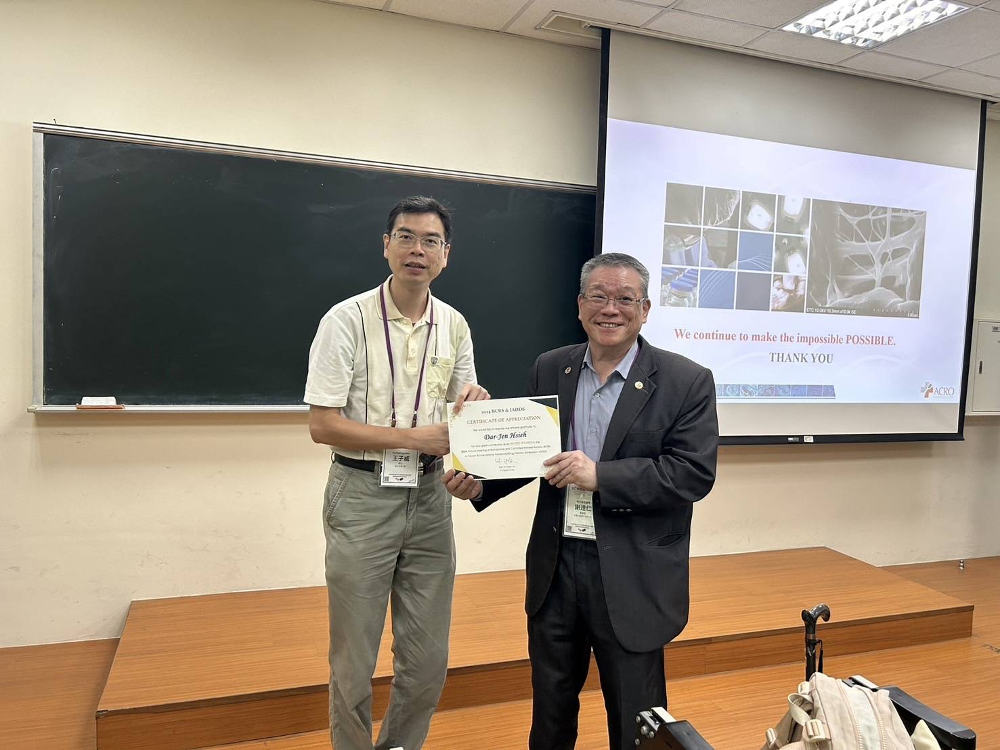 ETC 10.0kV 10.3mm x10.0k SE
5.00um
We continue to make the impossible POSSIBLE.
THANK YOU
ACRO
2024 BCRS & IADDS
CERTIFICATE OF APPRECIATION
We would like to express our sincere gratitude to
Dar-Jen Hsieh
for your great contribution as an INVITED SPEAKER in the
2024 Annual Meeting of Biomaterials and Controlled Release Society (BCRS)
in Taiwan & International Advanced Drug Delivery Symposium (IADDS)
王子威
謝達仁